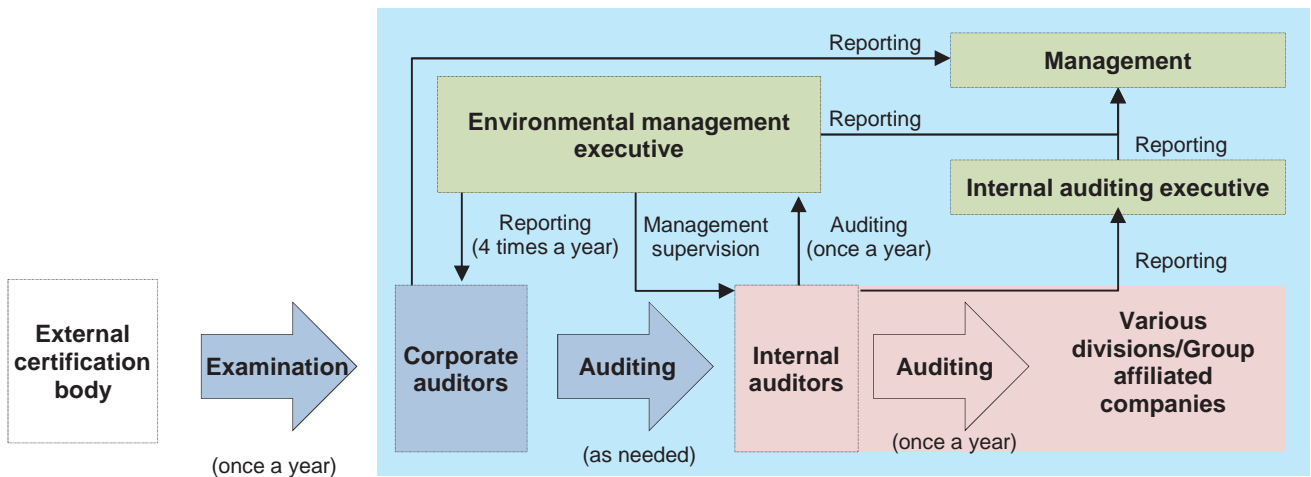 Reporting
Management
Environmental management
executive
Reporting
Reporting
Internal auditing executive
Reporting
(4 times a year)
Management
supervision
Auditing
(once a year)
Reporting
External
certification
body
Examination
(once a year)
Corporate
auditors
Auditing
(as needed)
Internal
auditors
Auditing
(once a year)
Various
divisions/Group
affiliated
companies